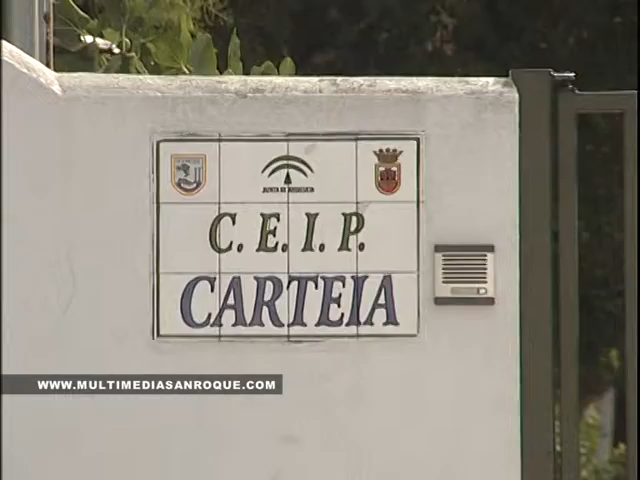 JUNTA DE ANDALUCIA
C. E. I. P.
CARTEIA
WWW.MULTIMEDIASANROQUE.COM